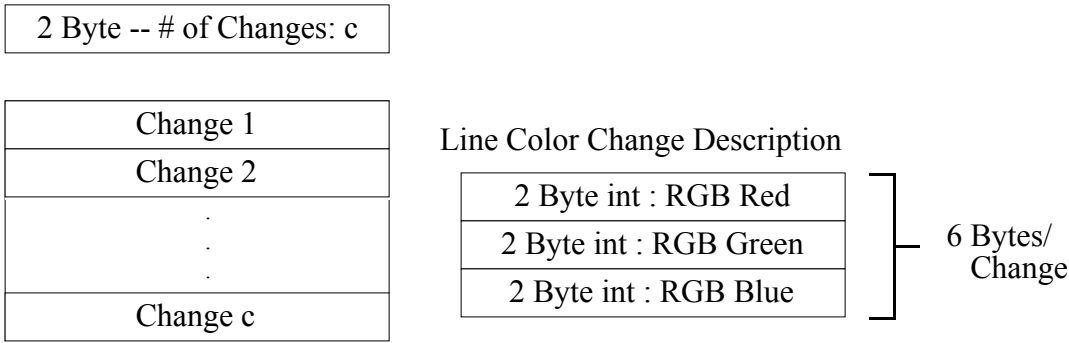 2 Byte -- # of Changes: c
Change 1
Change 2
.
.
.
Change c
Line Color Change Description
2 Byte int : RGB Red
2 Byte int : RGB Green
2 Byte int : RGB Blue
6 Bytes/
Change